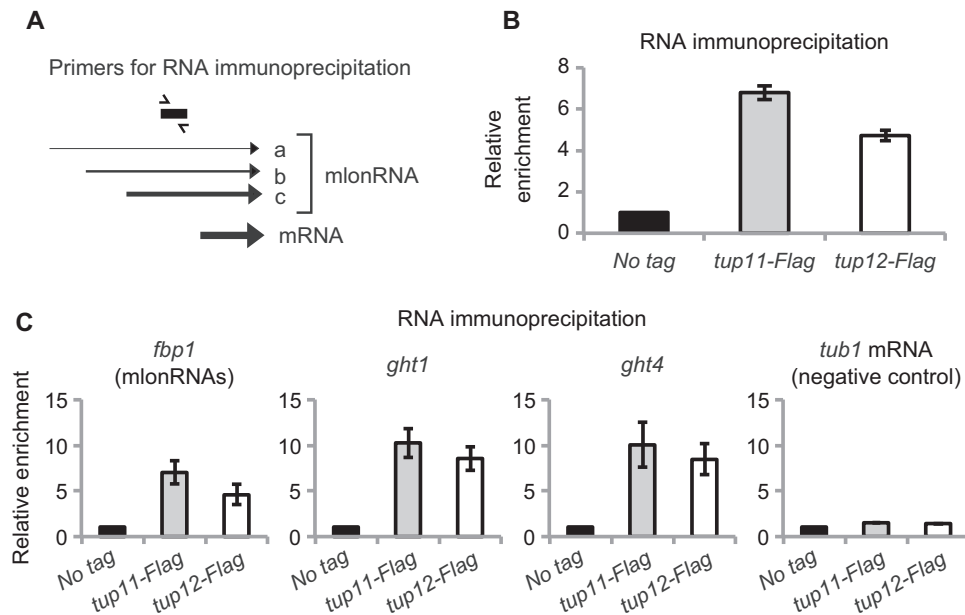 A
Primers for RNA immunoprecipitation
a
b
c
mlonRNA
mRNA
B
RNA immunoprecipitation
Relative
enrichment
8
6
4
2
0
No tag
tup11-Flag
tup12-Flag
C
RNA immunoprecipitation
Relative enrichment
fbp1
(mlonRNAs)
15
10
5
0
No tag
tup11-Flag
tup12-Flag
ght1
15
10
5
0
No tag
tup11-Flag
tup12-Flag
ght4
15
10
5
0
No tag
tup11-Flag
tup12-Flag
tub1 mRNA
(negative control)
15
10
5
0
No tag
tup11-Flag
tup12-Flag